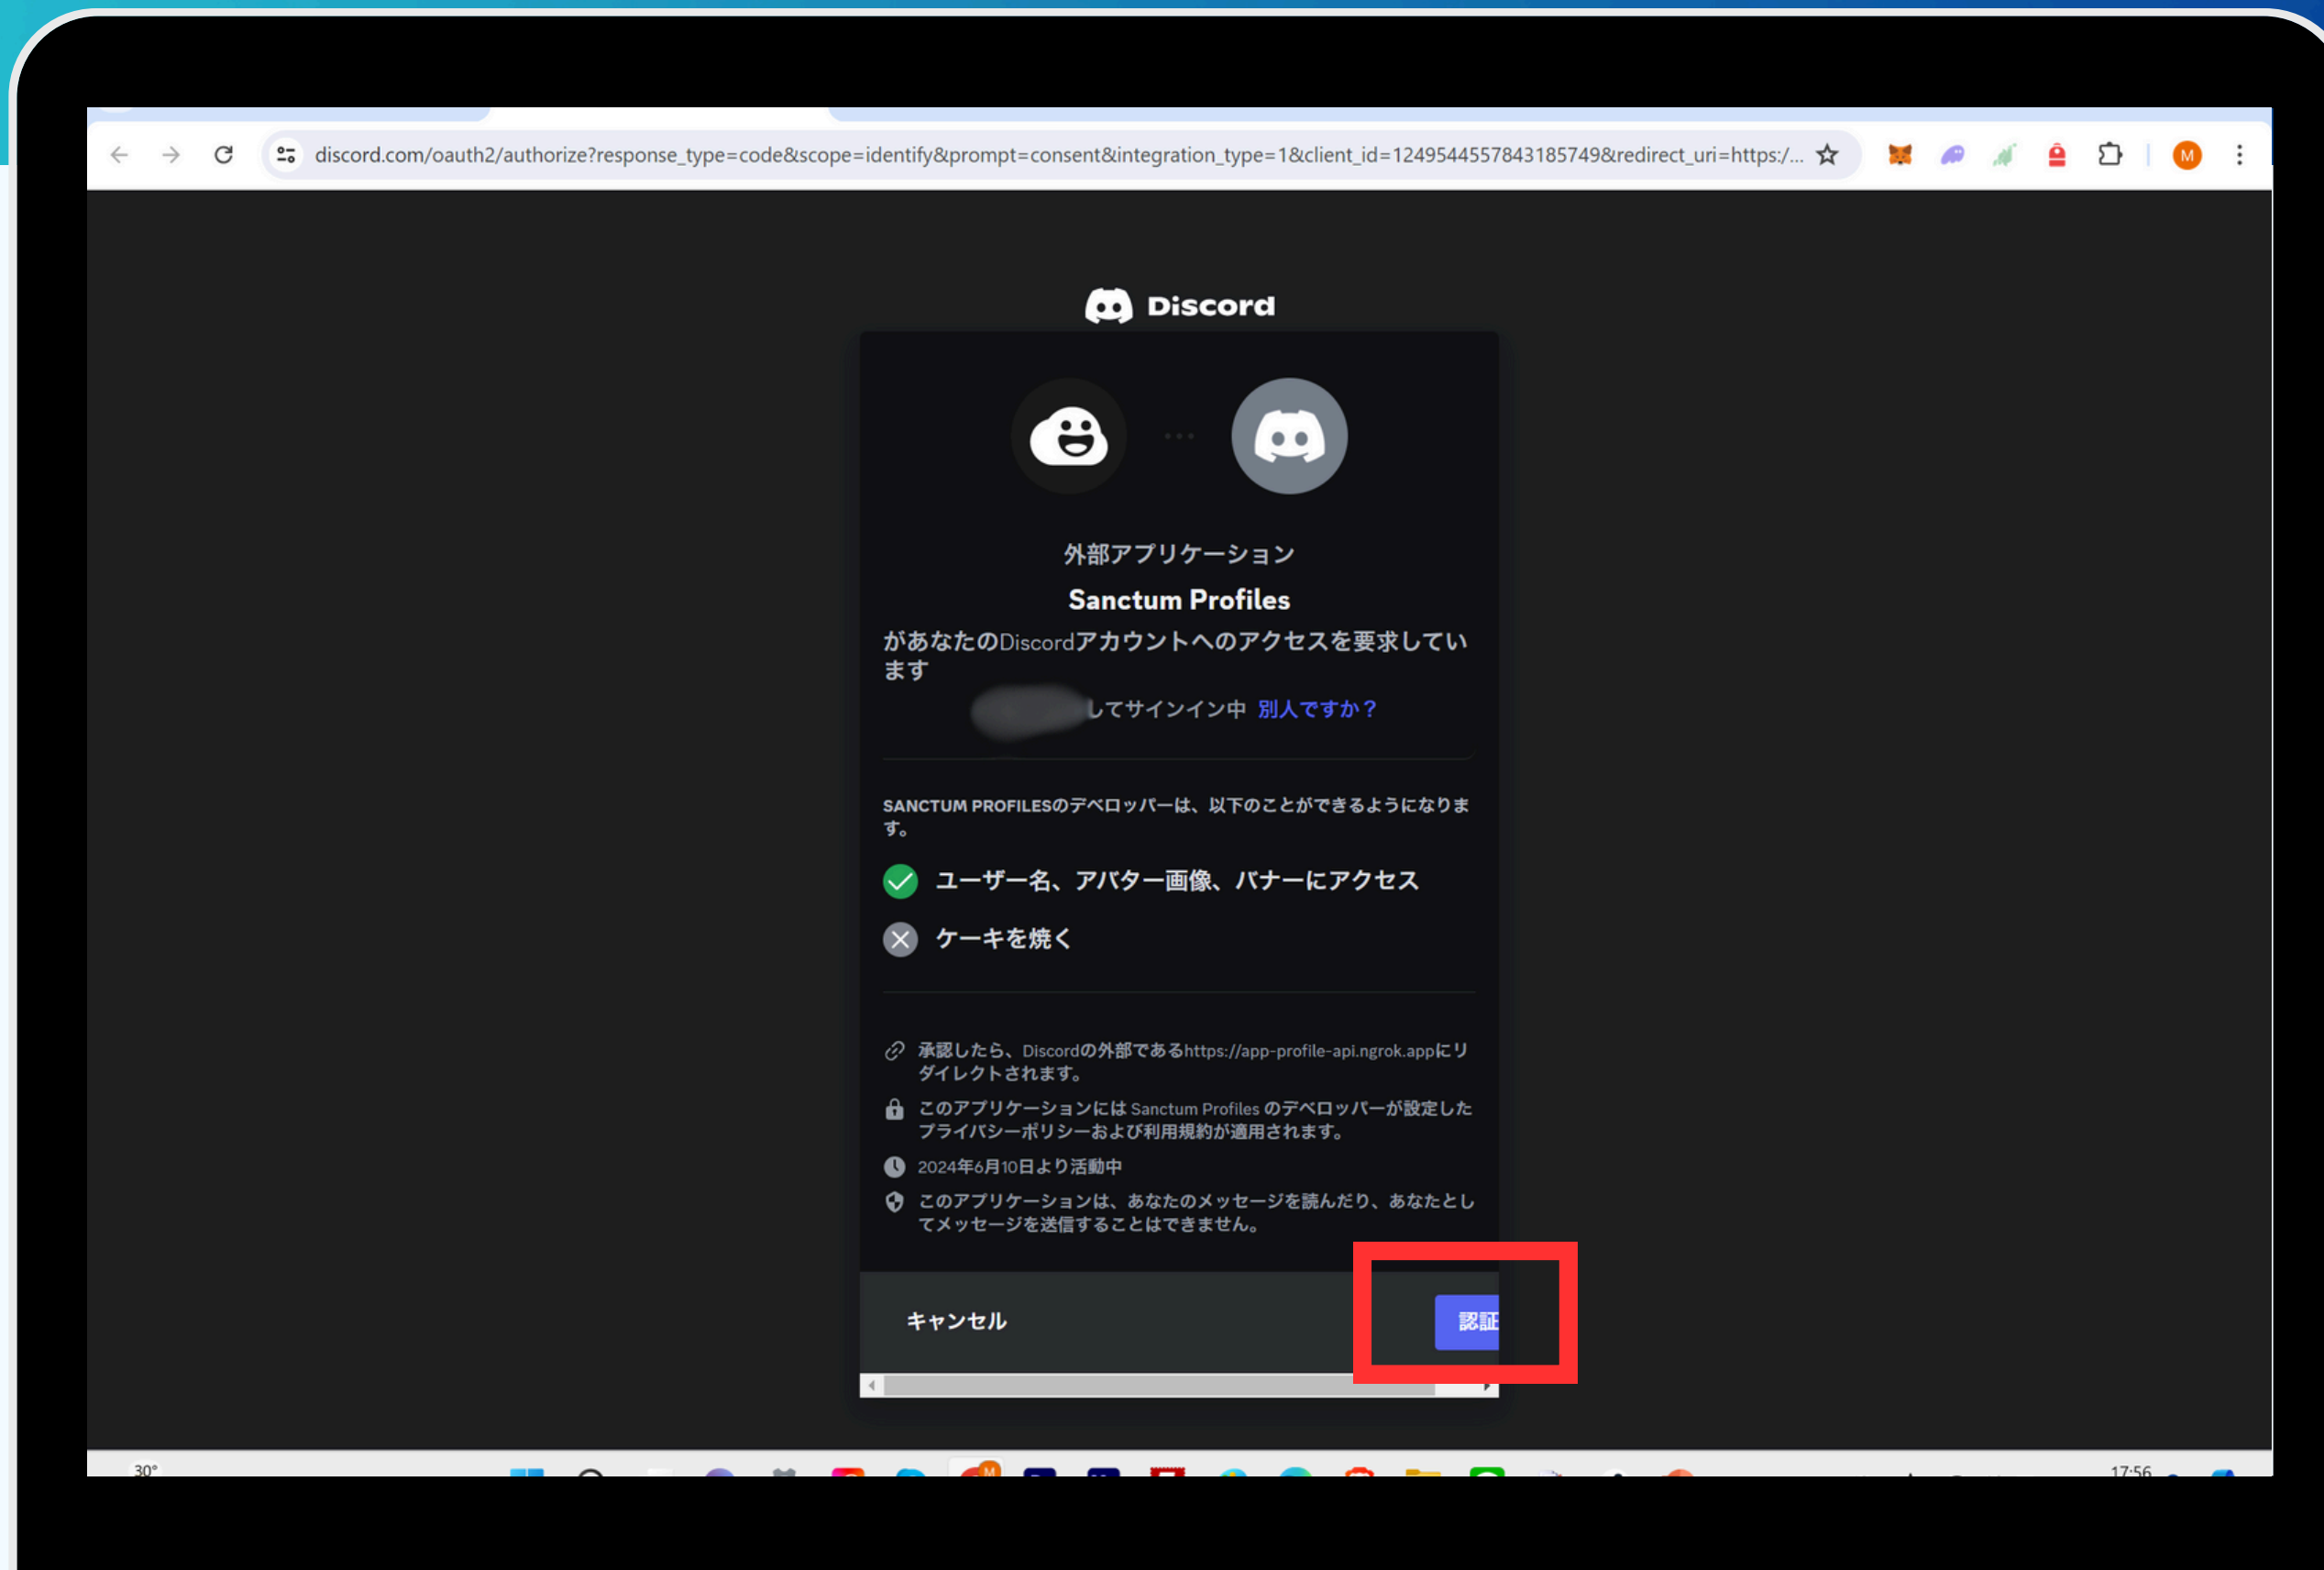 discord.com/oauth2/authorize?response_type=code&scope=identify&prompt=consent&integration_type=1&client_id=1249544557843185749&redirect_uri=https:/...
M
Discord
外部アプリケーション
Sanctum Profiles
があなたのDiscordアカウントへのアクセスを要求してい
ます
してサインイン中 別人ですか？
SANCTUM PROFILESのデベロッパーは、以下のことができるようになりま
す。
ユーザー名、アバター画像、バナーにアクセス
ケーキを焼く
承認したら、Discordの外部であるhttps://app-profile-api.ngrok.appにリ
ダイレクトされます。
このアプリケーションには Sanctum Profiles のデベロッパーが設定した
プライバシーポリシーおよび利用規約が適用されます。
2024年6月10日より活動中
このアプリケーションは、あなたのメッセージを読んだり、あなたとし
てメッセージを送信することはできません。
キャンセル
認証
30°
M
17:56